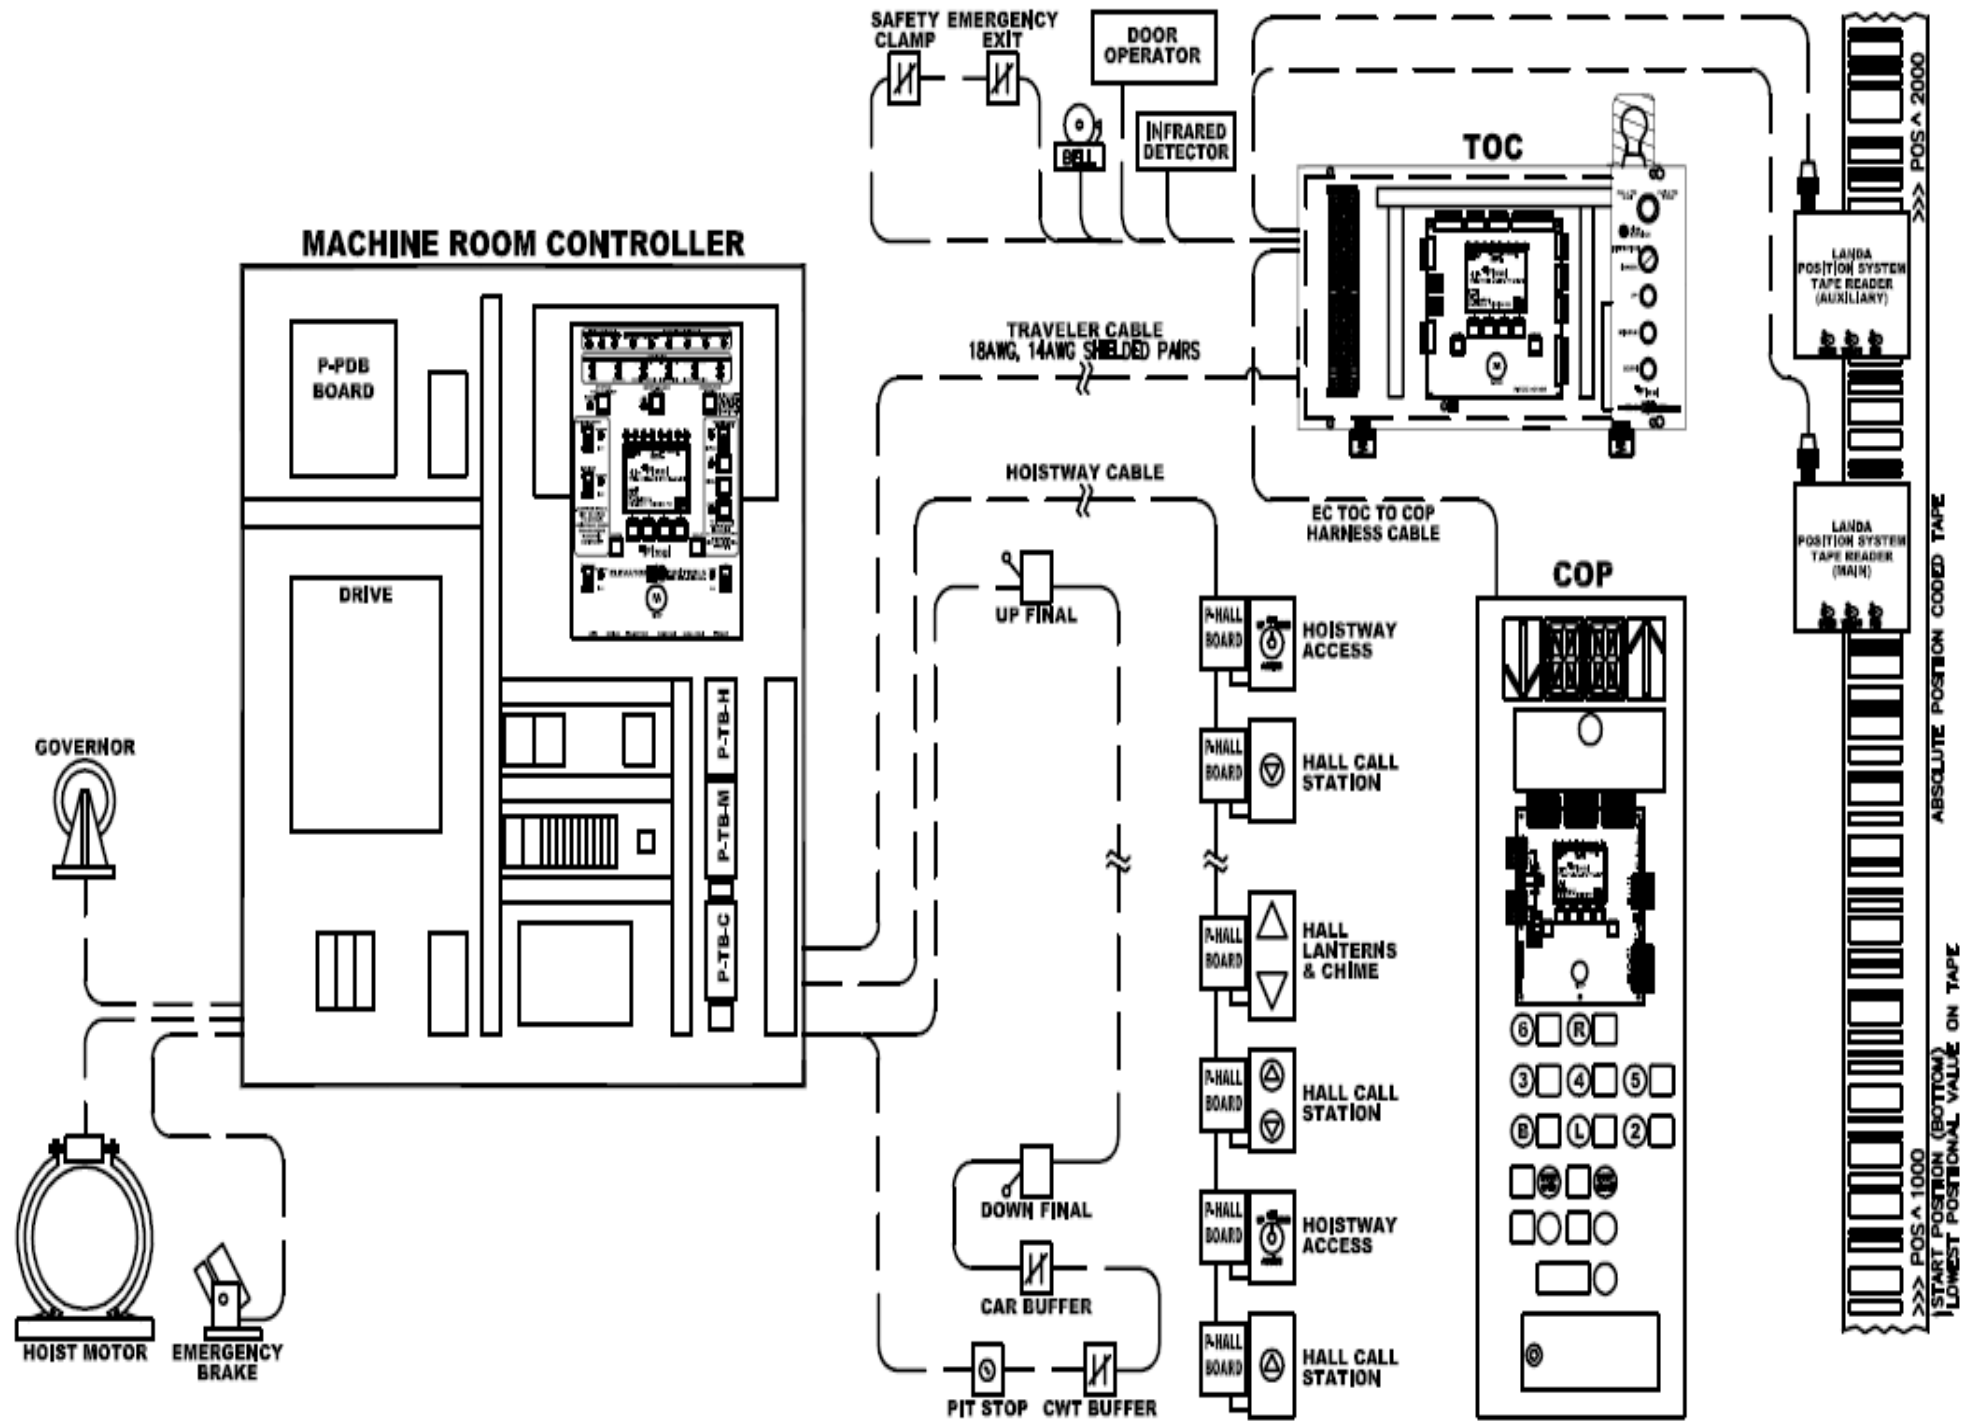 SAFETY
CLAMP
EMERGENCY
EXIT
DOOR
OPERATOR
BELL
INFRARED
DETECTOR
TOC
>>> POS ^ 2000
LANDA
POSITION SYSTEM
TAPE READER
(AUXILIARY)
MACHINE ROOM CONTROLLER
P-PDB
BOARD
TRAVELER CABLE
18AWG, 14AWG SHIELDED PAIRS
HOISTWAY CABLE
EC TOC TO COP
HARNESS CABLE
LANDA
POSITION SYSTEM
TAPE READER
(MAIN)
ABSOLUTE POSITION CODED TAPE
DRIVE
UP FINAL
COP
P-HALL
BOARD
HOISTWAY
ACCESS
P-TB-H
P-HALL
BOARD
HALL CALL
STATION
GOVERNOR
P-TB-M
P-TB-C
P-HALL
BOARD
HALL
LANTERNS
& CHIME
6
R
3
4
5
B
L
2
P-HALL
BOARD
HALL CALL
STATION
DOWN FINAL
P-HALL
BOARD
HOISTWAY
ACCESS
CAR BUFFER
P-HALL
BOARD
HALL CALL
STATION
PIT STOP
CWT BUFFER
HOIST MOTOR
EMERGENCY
BRAKE
>>> POS ^ 1000
START POSITION (BOTTOM)
LOWEST POSITIONAL VALUE ON TAPE